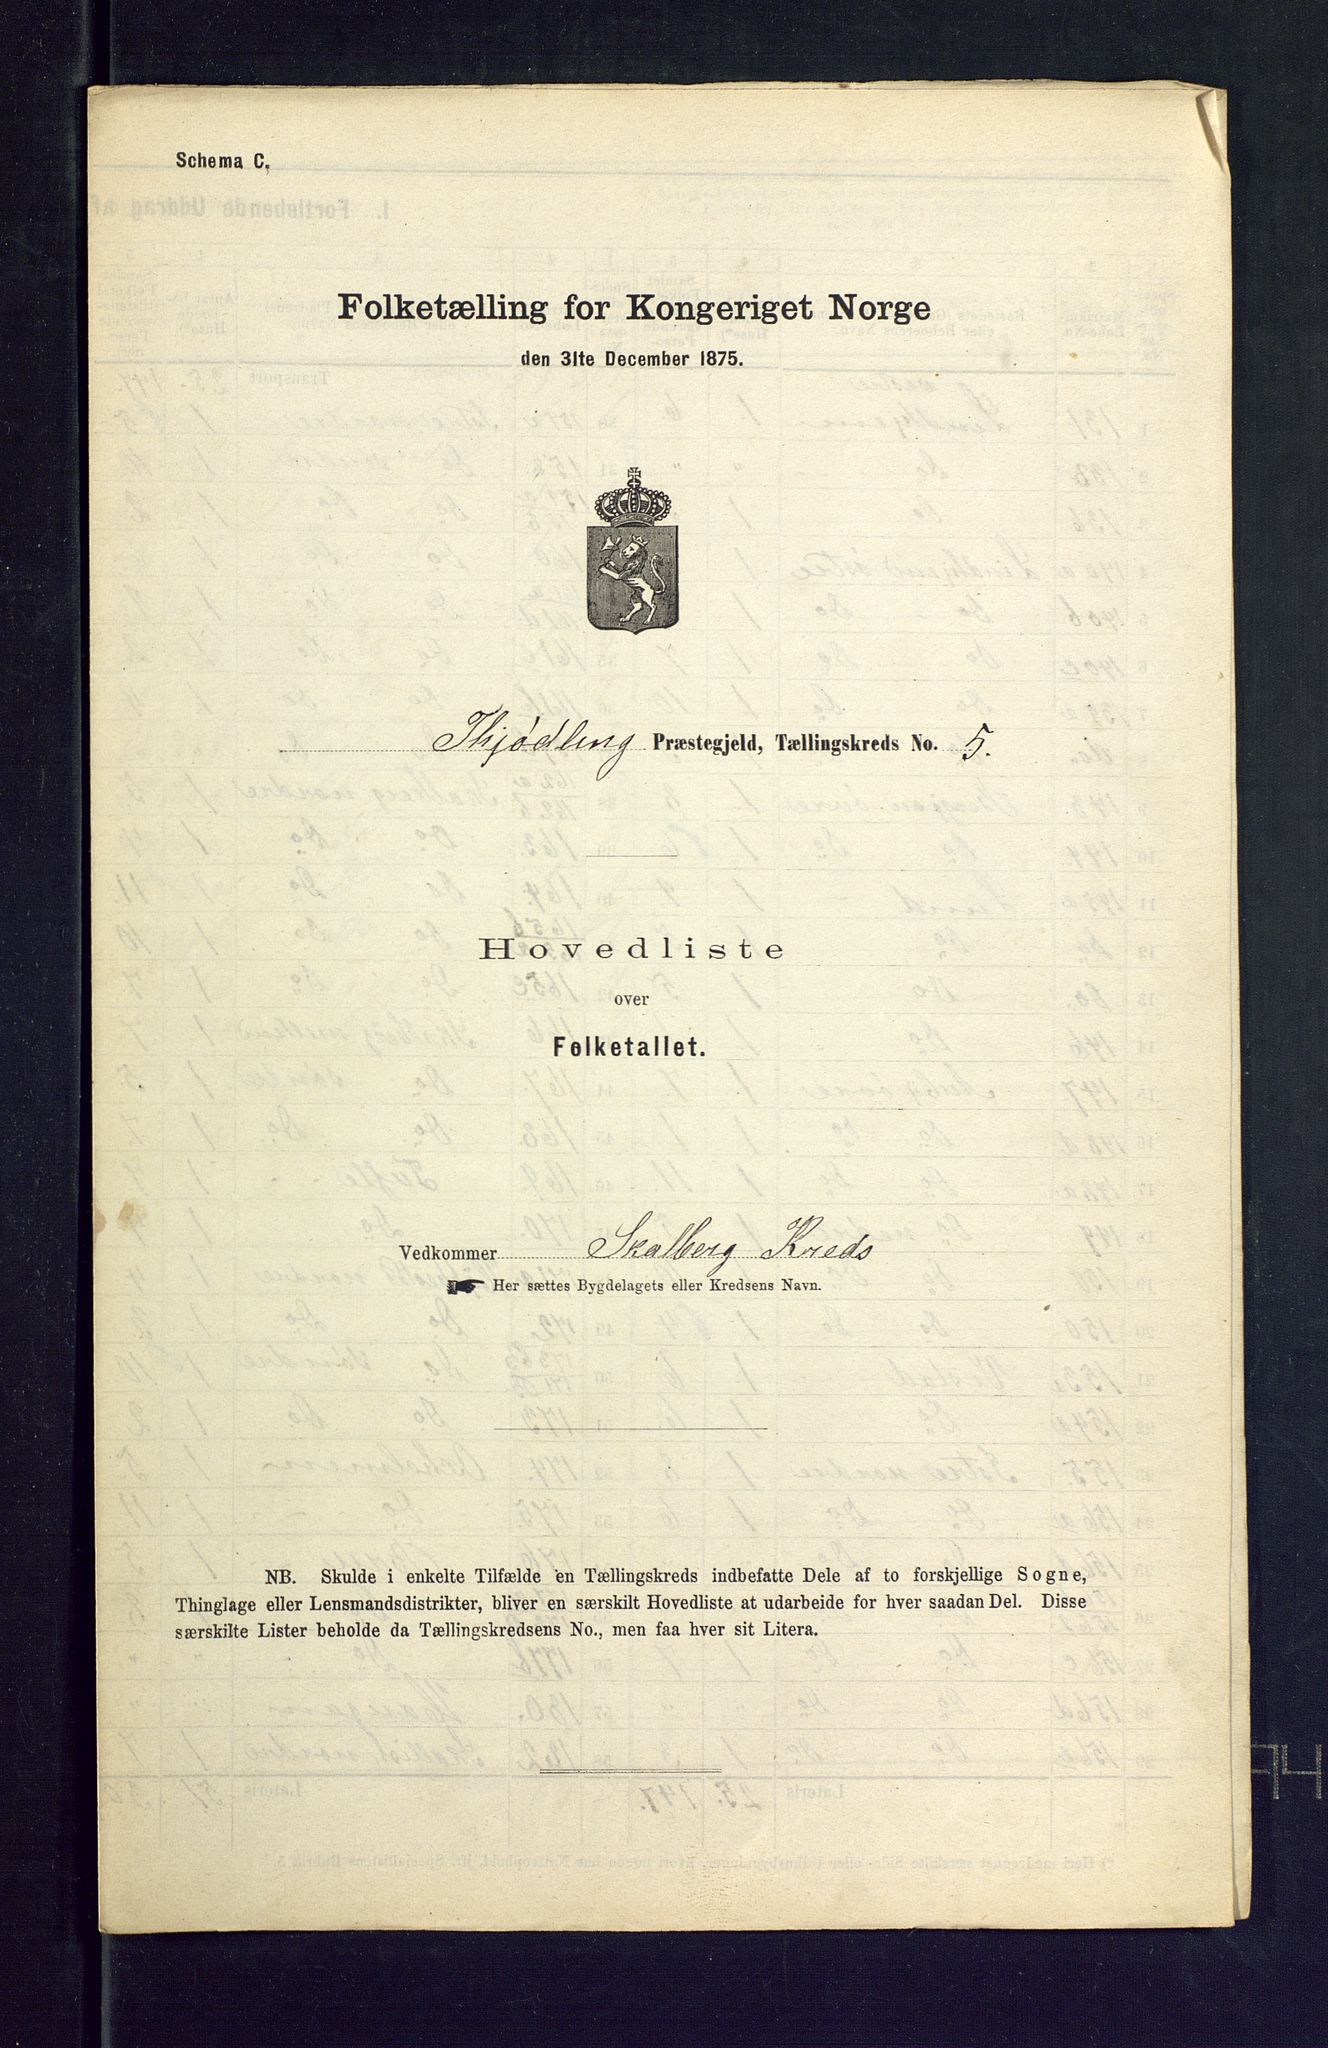 Schema C,
Folketælling for Kongeriget Norge
den 31te December 1875.
Thjødling Præstegjeld, Tællingskreds No. 5.
Hovedliste
over
Folketallet.
Vedkommer Skalberg Kreds
Her sættes Bygdelagets eller Kredsens Navn.
NB. Skulde i enkelte Tilfælde en Tællingskreds indbefatte Dele af to forskjellige Sogne,
Thinglage eller Lensmandsdistrikter, bliver en særskilt Hovedliste at udarbeide for hver saadan Del. Disse
særskilte Lister beholde da Tællingskredsens No., men faa hver sit Litera.